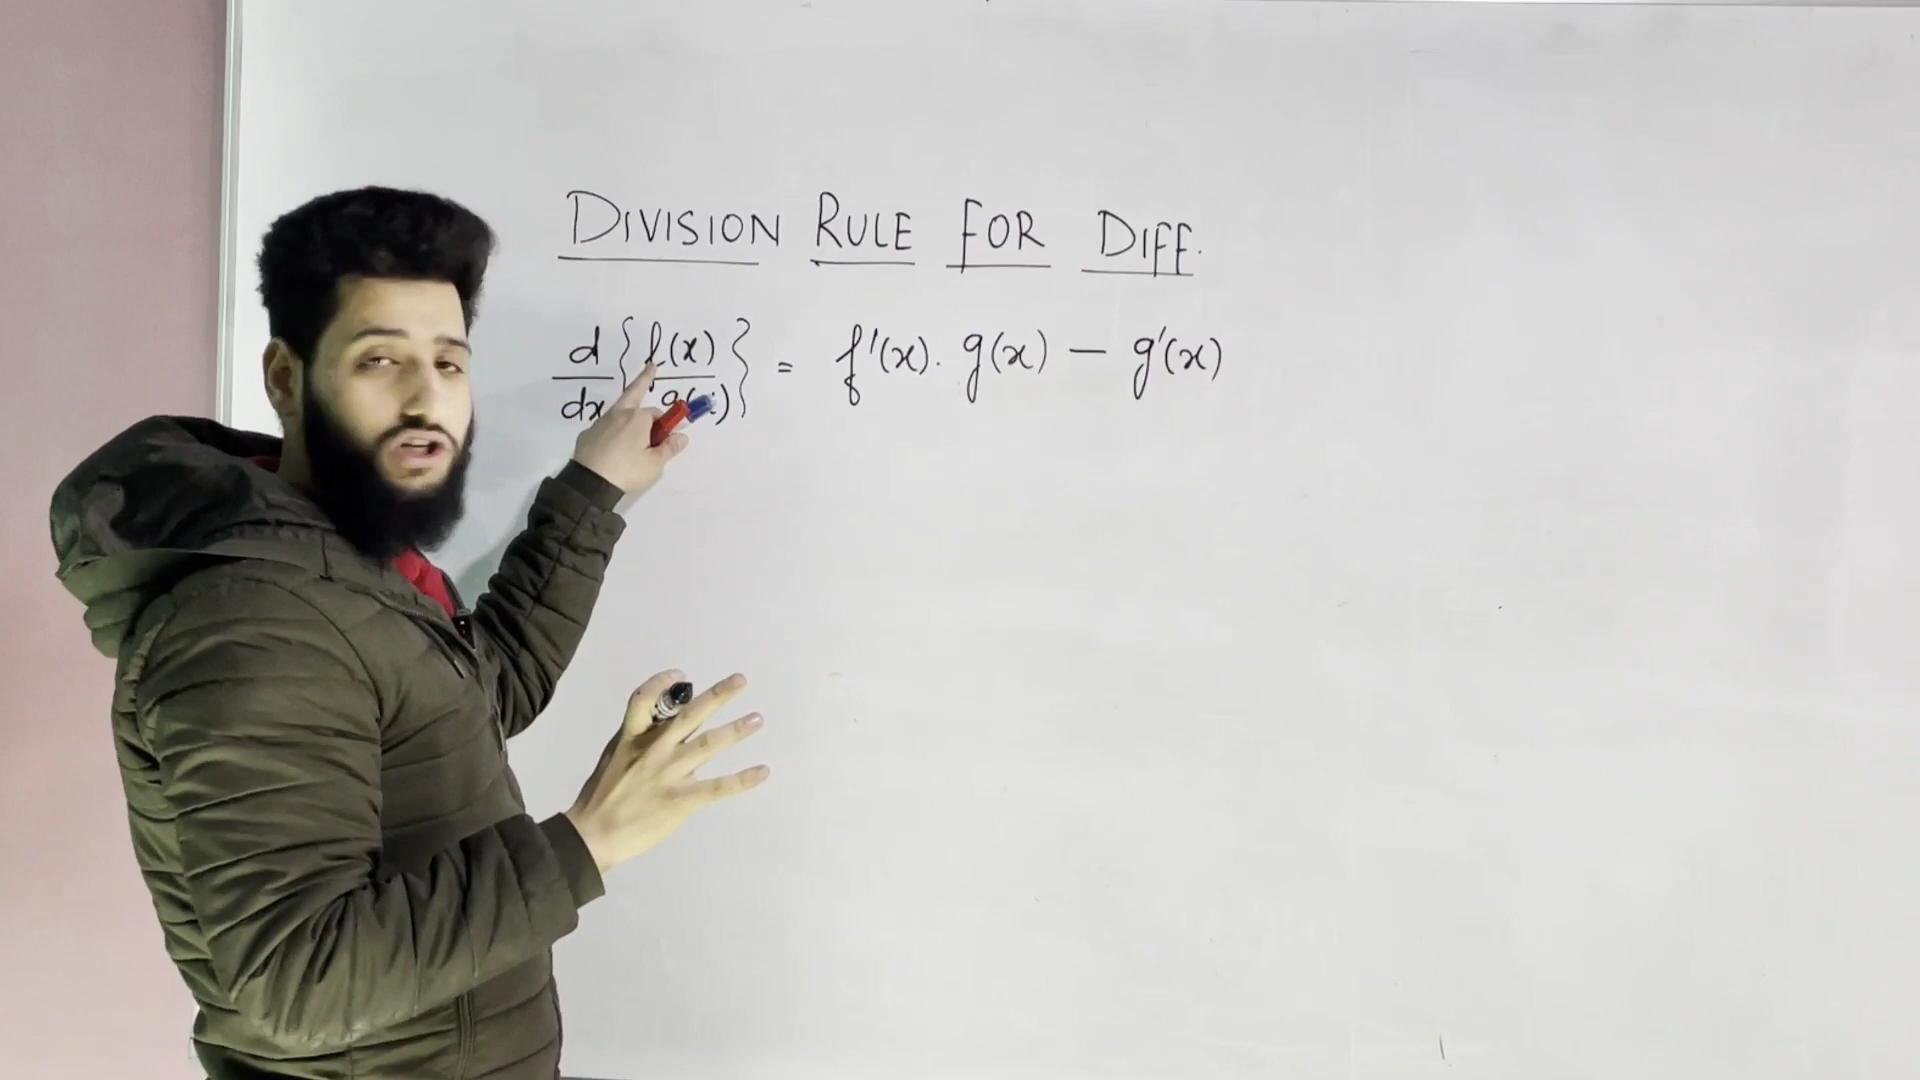 DIVISION RULE FOR DIFF.
d/dx {f(x)/g(x)} = f'(x). g(x) – g'(x)